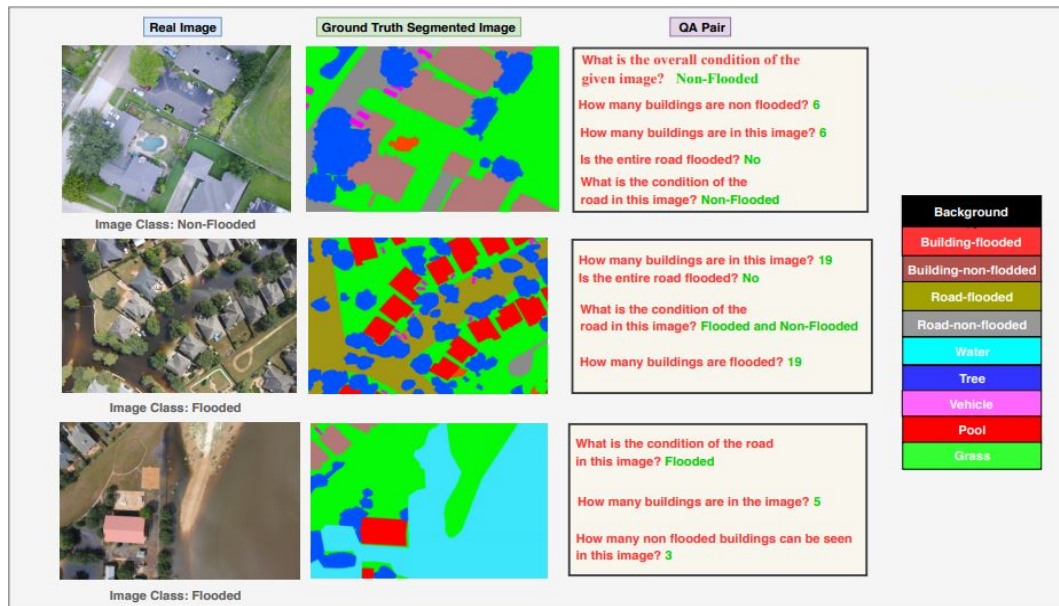 Real Image
Ground Truth Segmented Image
QA Pair
What is the overall condition of the
given image? Non-Flooded
How many buildings are non flooded? 6
How many buildings are in this image? 6
Is the entire road flooded? No
What is the condition of the
road in this image? Non-Flooded
Image Class: Non-Flooded
How many buildings are in this image? 19
Is the entire road flooded? No
What is the condition of the
road in this image? Flooded and Non-Flooded
How many buildings are flooded? 19
Image Class: Flooded
What is the condition of the road
in this image? Flooded
How many buildings are in the image? 5
How many non flooded buildings can be seen
in this image? 3
Image Class: Flooded
Background
Building-flooded
Building-non-flodded
Road-flooded
Road-non-flooded
Water
Tree
Vehicle
Pool
Grass